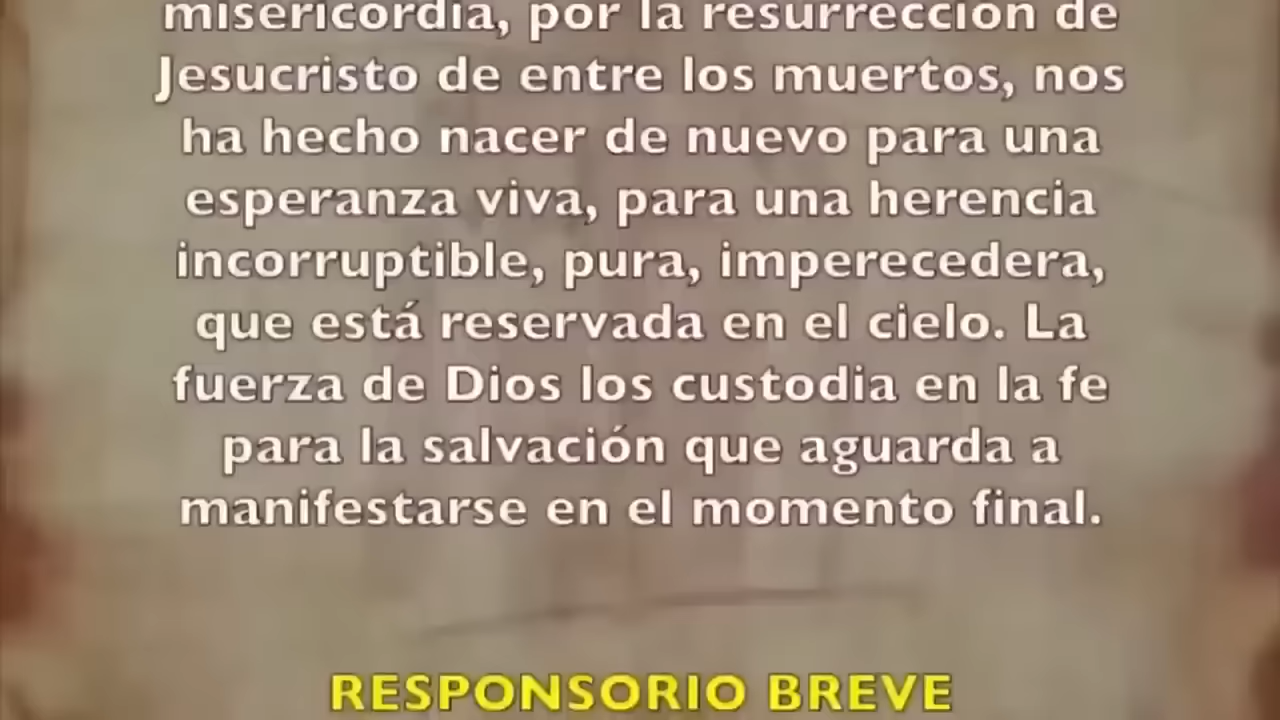 misericordia, por la resurrección de
Jesucristo de entre los muertos, nos
ha hecho nacer de nuevo para una
esperanza viva, para una herencia
incorruptible, pura, imperecedera,
que está reservada en el cielo. La
fuerza de Dios los custodia en la fe
para la salvación que aguarda a
manifestarse en el momento final.
RESPONSORIO BREVE